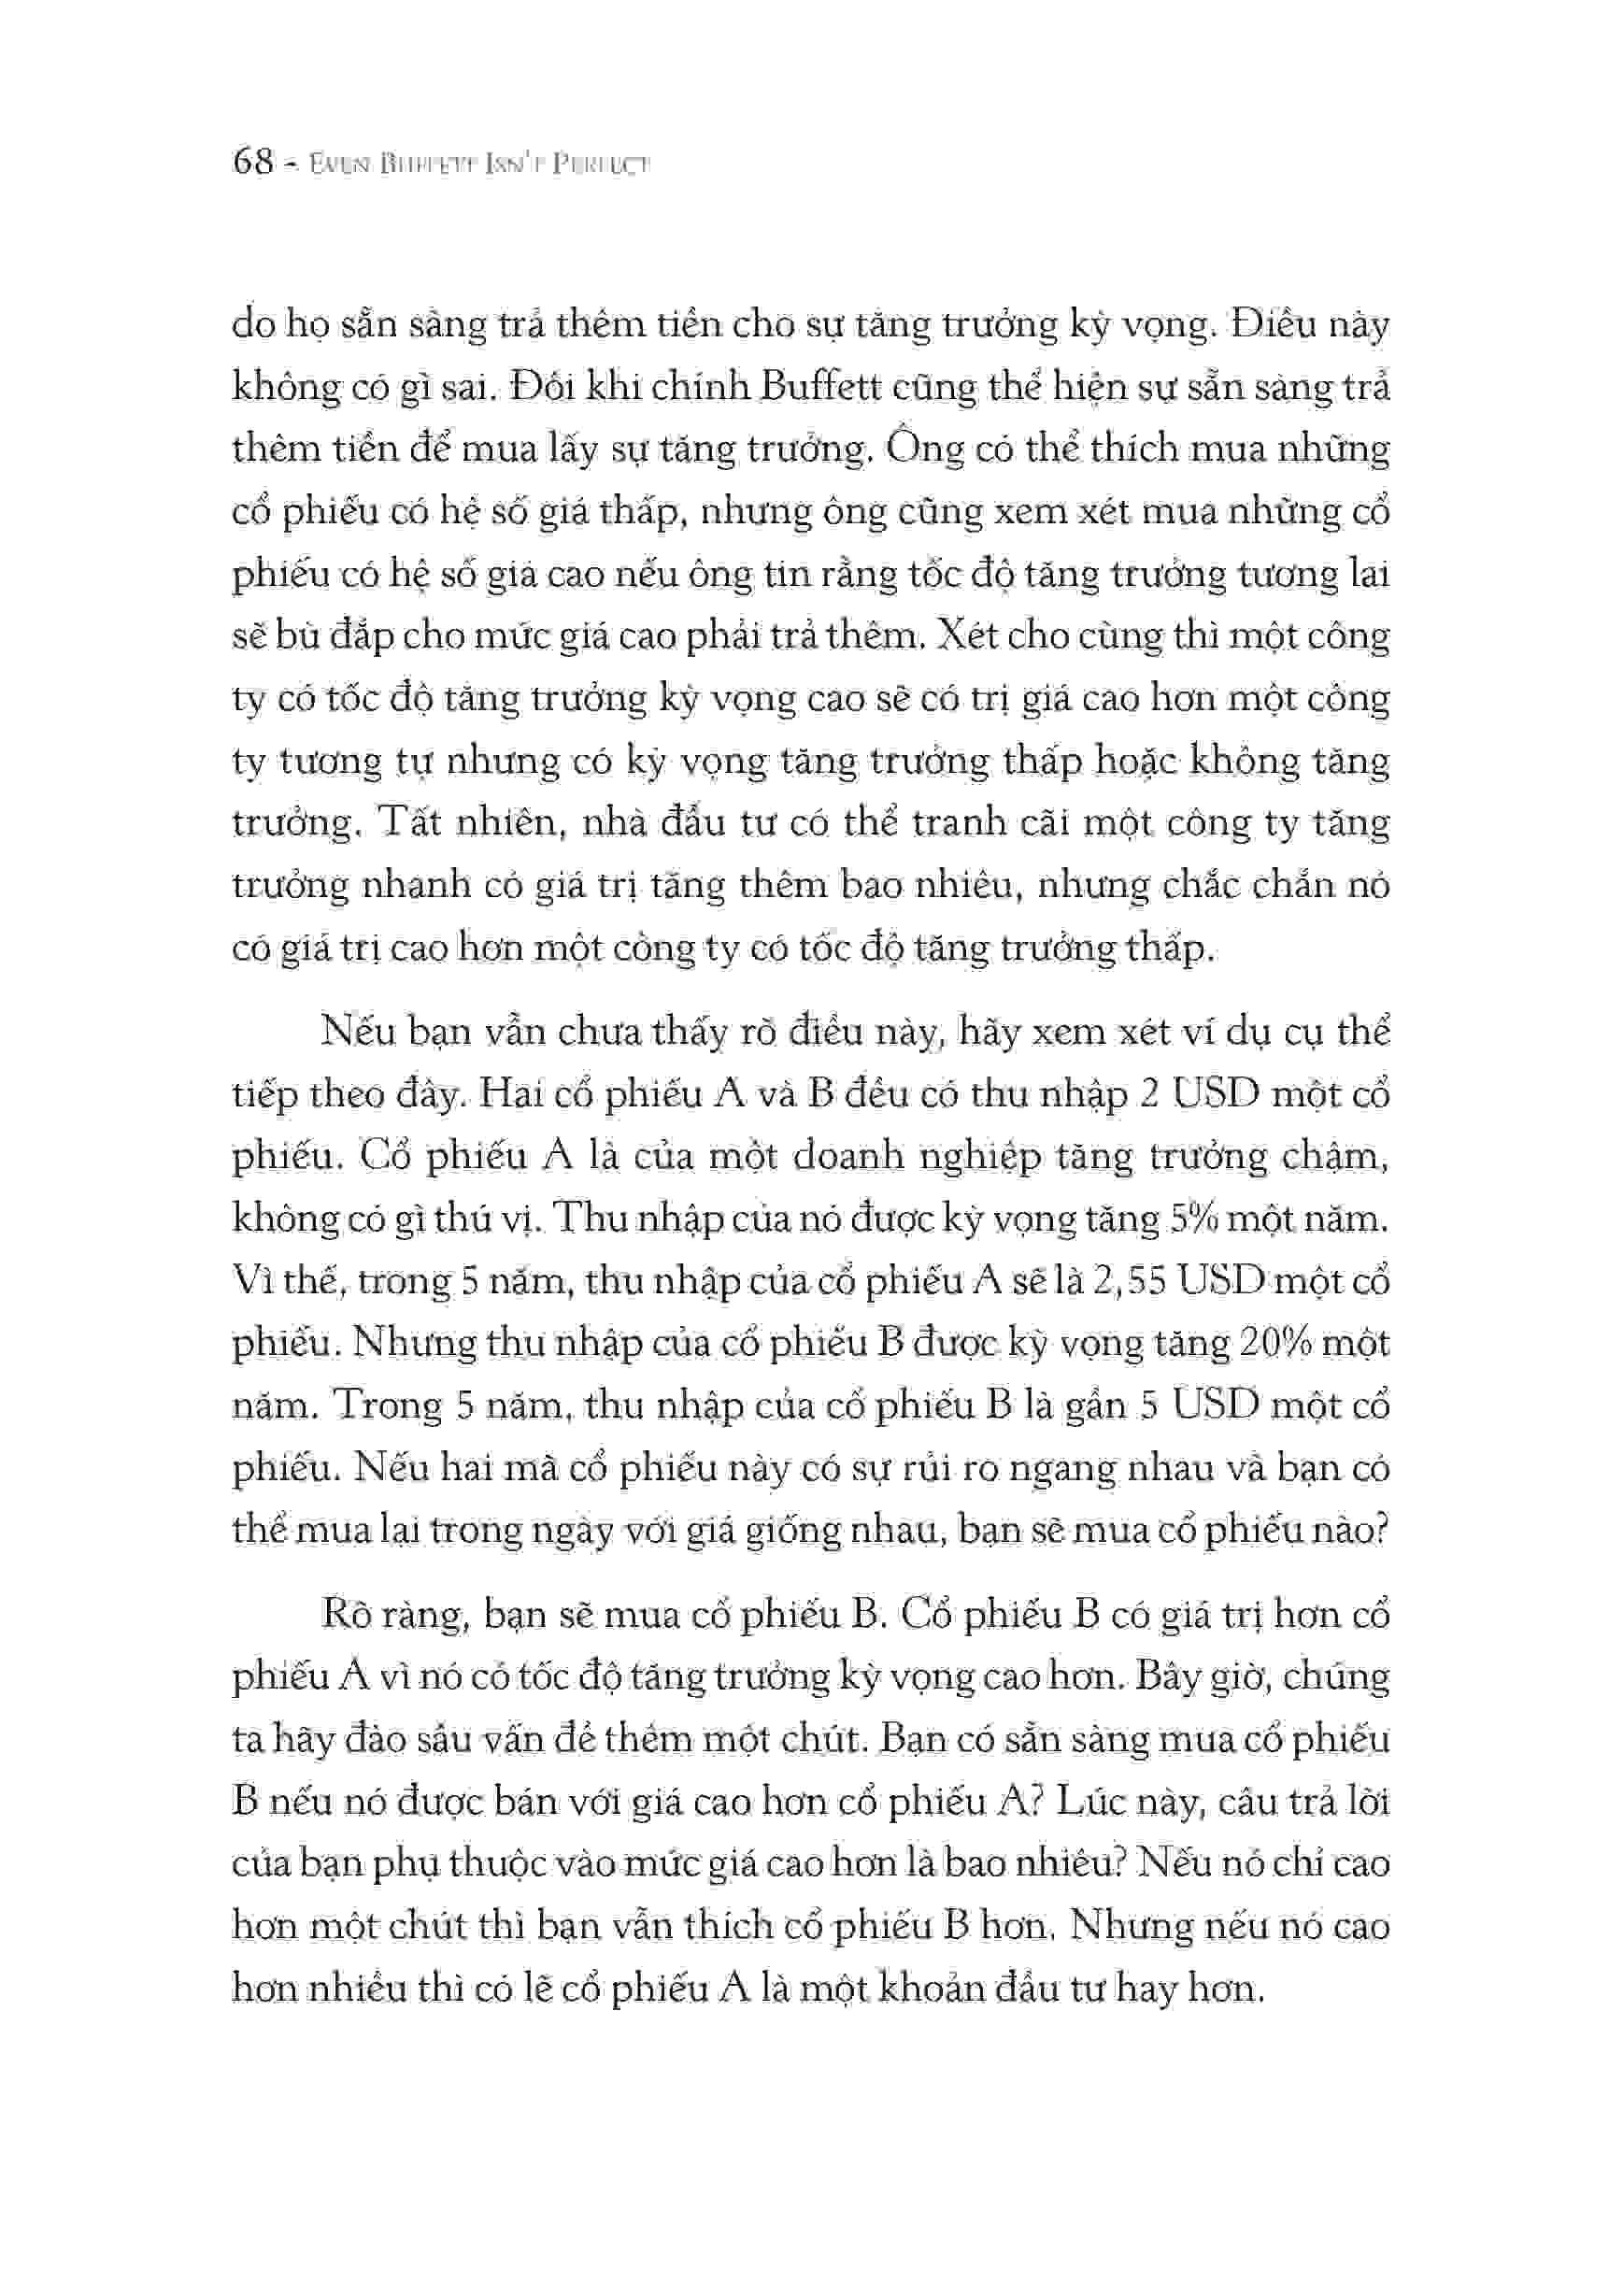 68 - EVEN BUFFETT ISN'T PERFECT
do họ sẵn sàng trả thêm tiền cho sự tăng trưởng kỳ vọng. Điều này
không có gì sai. Đôi khi chính Buffett cũng thể hiện sự sẵn sàng trả
thêm tiền để mua lấy sự tăng trưởng. Ông có thể thích mua những
cổ phiếu có hệ số giá thấp, nhưng ông cũng xem xét mua những cổ
phiếu có hệ số giá cao nếu ông tin rằng tốc độ tăng trưởng tương lai
sẽ bù đắp cho mức giá cao phải trả thêm. Xét cho cùng thì một công
ty có tốc độ tăng trưởng kỳ vọng cao sẽ có trị giá cao hơn một công
ty tương tự nhưng có kỳ vọng tăng trưởng thấp hoặc không tăng
trưởng. Tất nhiên, nhà đầu tư có thể tranh cãi một công ty tăng
trưởng nhanh có giá trị tăng thêm bao nhiêu, nhưng chắc chắn nó
có giá trị cao hơn một công ty có tốc độ tăng trưởng thấp.
Nếu bạn vẫn chưa thấy rõ điều này, hãy xem xét ví dụ cụ thể
tiếp theo đây. Hai cổ phiếu A và B đều có thu nhập 2 USD một cổ
phiếu. Cổ phiếu A là của một doanh nghiệp tăng trưởng chậm,
không có gì thú vị. Thu nhập của nó được kỳ vọng tăng 5% một năm.
Vì thế, trong 5 năm, thu nhập của cổ phiếu A sẽ là 2,55 USD một cổ
phiếu. Nhưng thu nhập của cổ phiếu B được kỳ vọng tăng 20% một
năm. Trong 5 năm, thu nhập của cổ phiếu B là gần 5 USD một cổ
phiếu. Nếu hai mã cổ phiếu này có sự rủi ro ngang nhau và bạn có
thể mua lại trong ngày với giá giống nhau, bạn sẽ mua cổ phiếu nào?
Rõ ràng, bạn sẽ mua cổ phiếu B. Cổ phiếu B có giá trị hơn cổ
phiếu A vì nó có tốc độ tăng trưởng kỳ vọng cao hơn. Bây giờ, chúng
ta hãy đào sâu vấn đề thêm một chút. Bạn có sẵn sàng mua cổ phiếu
B nếu nó được bán với giá cao hơn cổ phiếu A? Lúc này, câu trả lời
của bạn phụ thuộc vào mức giá cao hơn là bao nhiêu? Nếu nó chỉ cao
hơn một chút thì bạn vẫn thích cổ phiếu B hơn. Nhưng nếu nó cao
hơn nhiều thì có lẽ cổ phiếu A là một khoản đầu tư hay hơn.